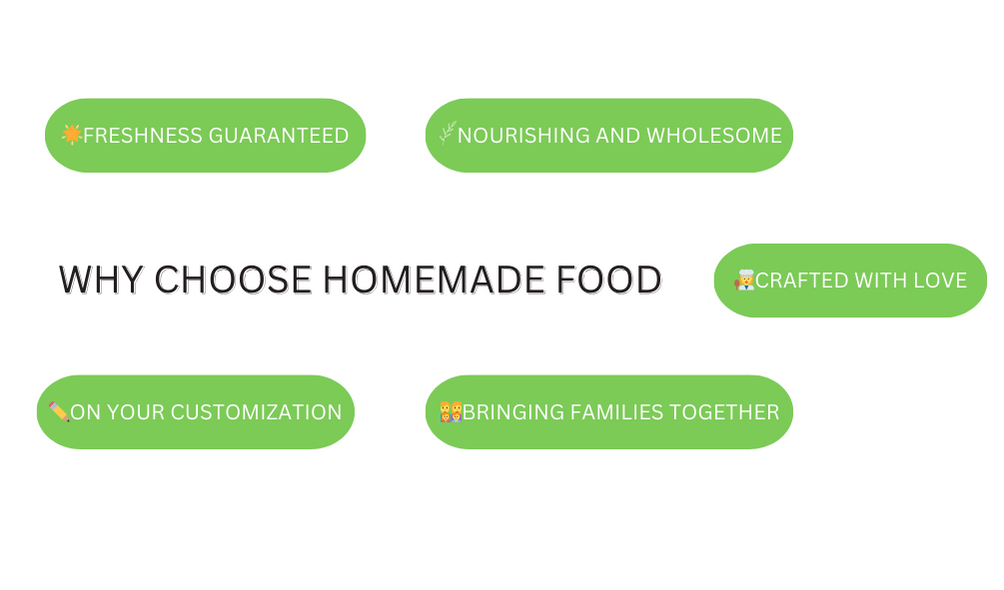 ☀️FRESHNESS GUARANTEED
🌿NOURISHING AND WHOLESOME
WHY CHOOSE HOMEMADE FOOD
👨‍🍳CRAFTED WITH LOVE
✏️ON YOUR CUSTOMIZATION
👨‍👩‍👧‍👦BRINGING FAMILIES TOGETHER